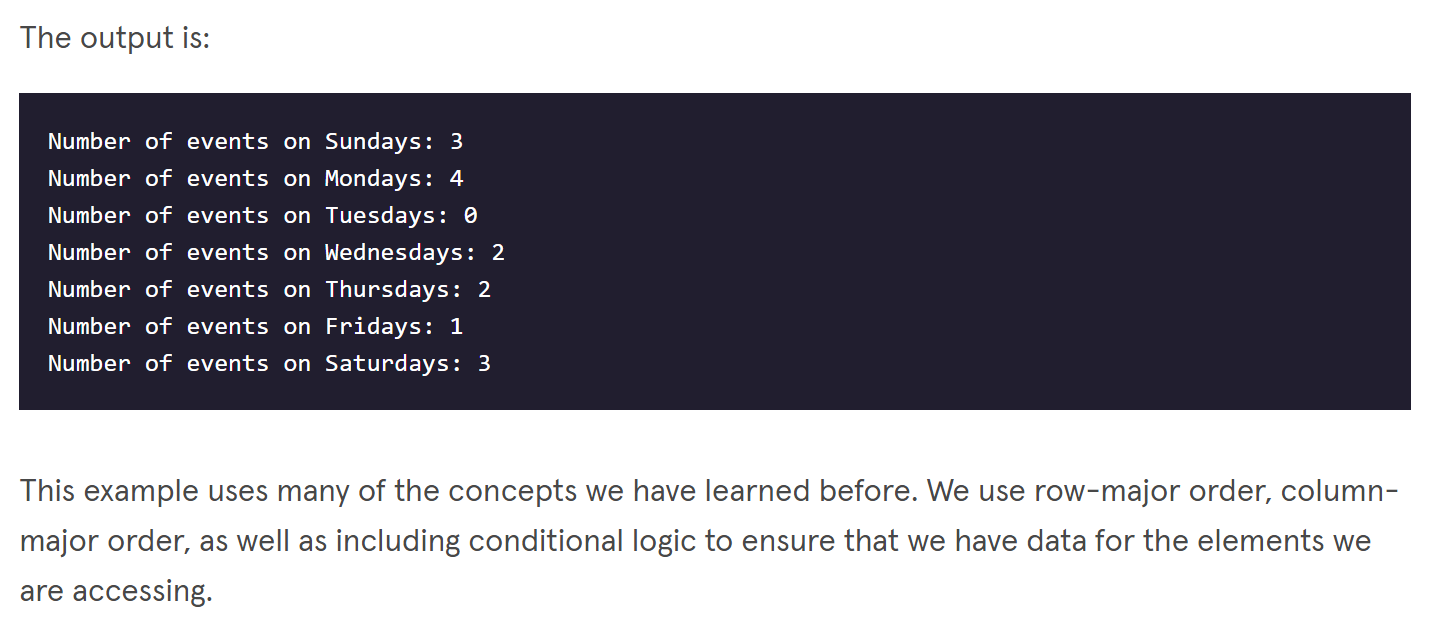 The output is:
Number of events on Sundays: 3
Number of events on Mondays: 4
Number of events on Tuesdays: 0
Number of events on Wednesdays: 2
Number of events on Thursdays: 2
Number of events on Fridays: 1
Number of events on Saturdays: 3
This example uses many of the concepts we have learned before. We use row-major order, column-
major order, as well as including conditional logic to ensure that we have data for the elements we
are accessing.